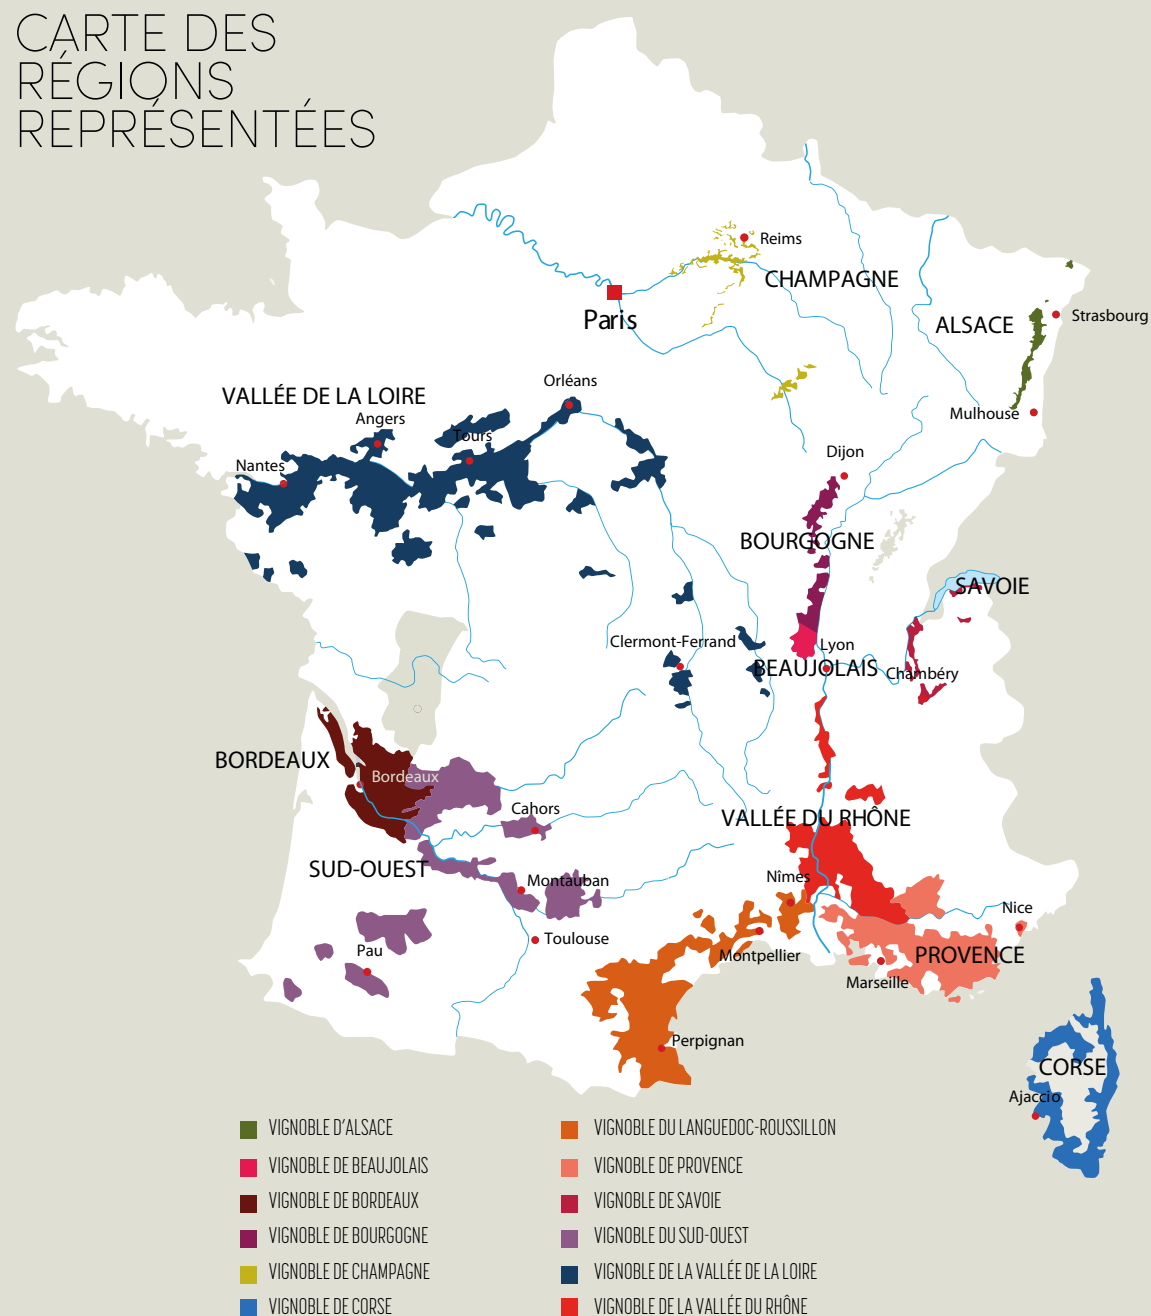 CARTE DES
RÉGIONS
REPRÉSENTÉES
Reims
CHAMPAGNE
Paris
ALSACE
Strasbourg
Orléans
VALLÉE DE LA LOIRE
Angers
Mulhouse
Tours
Dijon
Nantes
BOURGOGNE
SAVOIE
Clermont-Ferrand
Lyon
BEAUJOLAIS
Chambéry
BORDEAUX
Bordeaux
Cahors
VALLÉE DU RHÔNE
SUD-OUEST
Nîmes
Montauban
Nice
Toulouse
Pau
Montpellier
PROVENCE
Marseille
Perpignan
CORSE
Ajaccio
VIGNOBLE D'ALSACE
VIGNOBLE DE BEAUJOLAIS
VIGNOBLE DE BORDEAUX
VIGNOBLE DE BOURGOGNE
VIGNOBLE DE CHAMPAGNE
VIGNOBLE DE CORSE
VIGNOBLE DU LANGUEDOC-ROUSSILLON
VIGNOBLE DE PROVENCE
VIGNOBLE DE SAVOIE
VIGNOBLE DU SUD-OUEST
VIGNOBLE DE LA VALLÉE DE LA LOIRE
VIGNOBLE DE LA VALLÉE DU RHÔNE